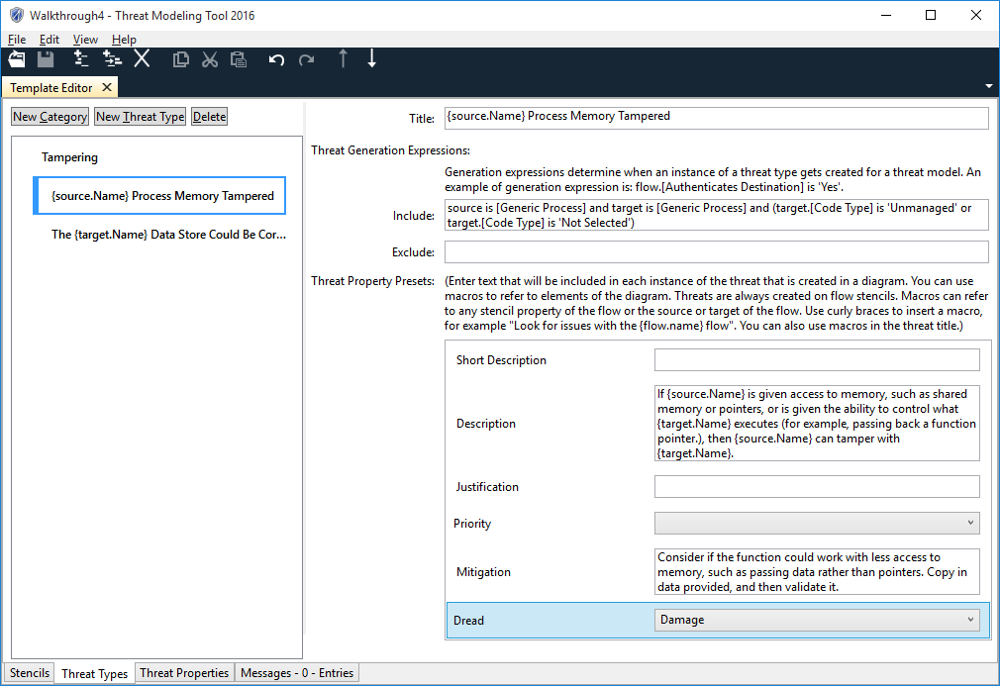 Walkthrough4 - Threat Modeling Tool 2016
File Edit View Help
Template Editor
New Category New Threat Type Delete
Tampering
{source.Name} Process Memory Tampered
The {target.Name} Data Store Could Be Cor...
Title: {source.Name} Process Memory Tampered
Threat Generation Expressions:
Generation expressions determine when an instance of a threat type gets created for a threat model. An
example of generation expression is: flow.[Authenticates Destination] is 'Yes'.
Include: source is [Generic Process] and target is [Generic Process] and (target.[Code Type] is 'Unmanaged' or
target.[Code Type] is 'Not Selected')
Exclude:
Threat Property Presets: (Enter text that will be included in each instance of the threat that is created in a diagram. You can use
macros to refer to elements of the diagram. Threats are always created on flow stencils. Macros can refer
to any stencil property of the flow or the source or target of the flow. Use curly braces to insert a macro,
for example "Look for issues with the {flow.name} flow". You can also use macros in the threat title.)
Short Description
Description
If {source.Name} is given access to memory, such as shared
memory or pointers, or is given the ability to control what
{target.Name} executes (for example, passing back a function
pointer.), then {source.Name} can tamper with
{target.Name}.
Justification
Priority
Mitigation
Consider if the function could work with less access to
memory, such as passing data rather than pointers. Copy in
data provided, and then validate it.
Dread Damage
Stencils Threat Types Threat Properties Messages - 0 - Entries